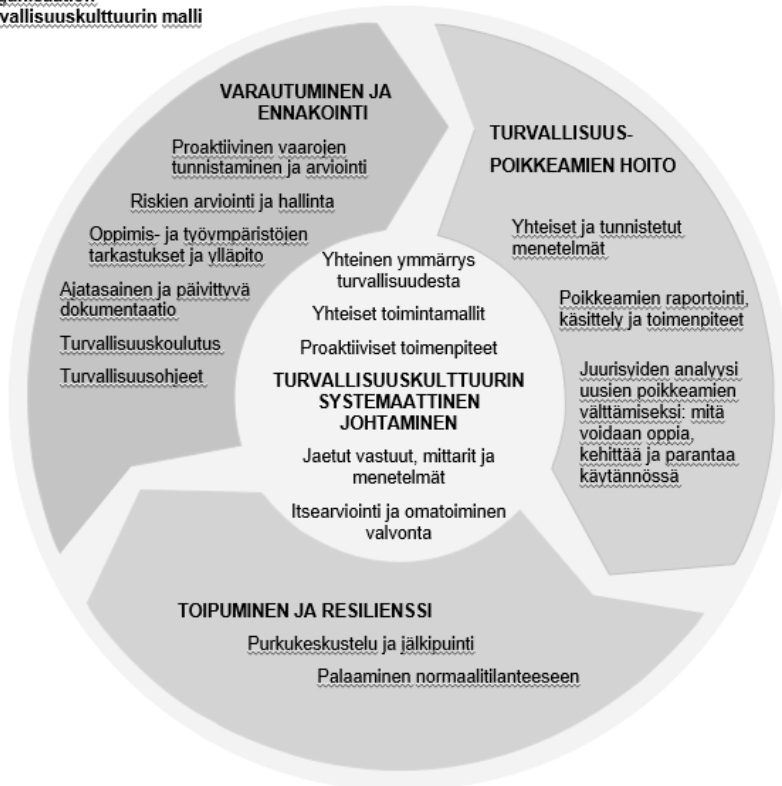 turvallisuuskulttuurin malli
VARAUTUMINEN JA
ENNAKOINTI
Proaktiivinen vaarojen
tunnistaminen ja arviointi
Riskien arviointi ja hallinta
Oppimis- ja työympäristöjen
tarkastukset ja ylläpito
Ajatasainen ja päivittyvä
dokumentaatio
Turvallisuuskoulutus
Turvallisuusohjeet
TURVALLISUUS-
POIKKEAMIEN HOITO
Yhteiset ja tunnistetut
menetelmät
Poikkeamien raportointi,
käsittely ja toimenpiteet
Juurisyiden analyysi
uusien poikkeamien
välttämiseksi: mitä
voidaan oppia,
kehittää ja parantaa
käytännössä
Yhteinen ymmärrys
turvallisuudesta
Yhteiset toimintamallit
Proaktiiviset toimenpiteet
TURVALLISUUSKULTTUURIN
SYSTEMAATTINEN
JOHTAMINEN
Jaetut vastuut, mittarit ja
menetelmät
Itsearviointi ja omatoiminen
valvonta
TOIPUMINEN JA RESILIENSSI
Purkukeskustelu ja jälkipuinti
Palaaminen normaalitilanteeseen